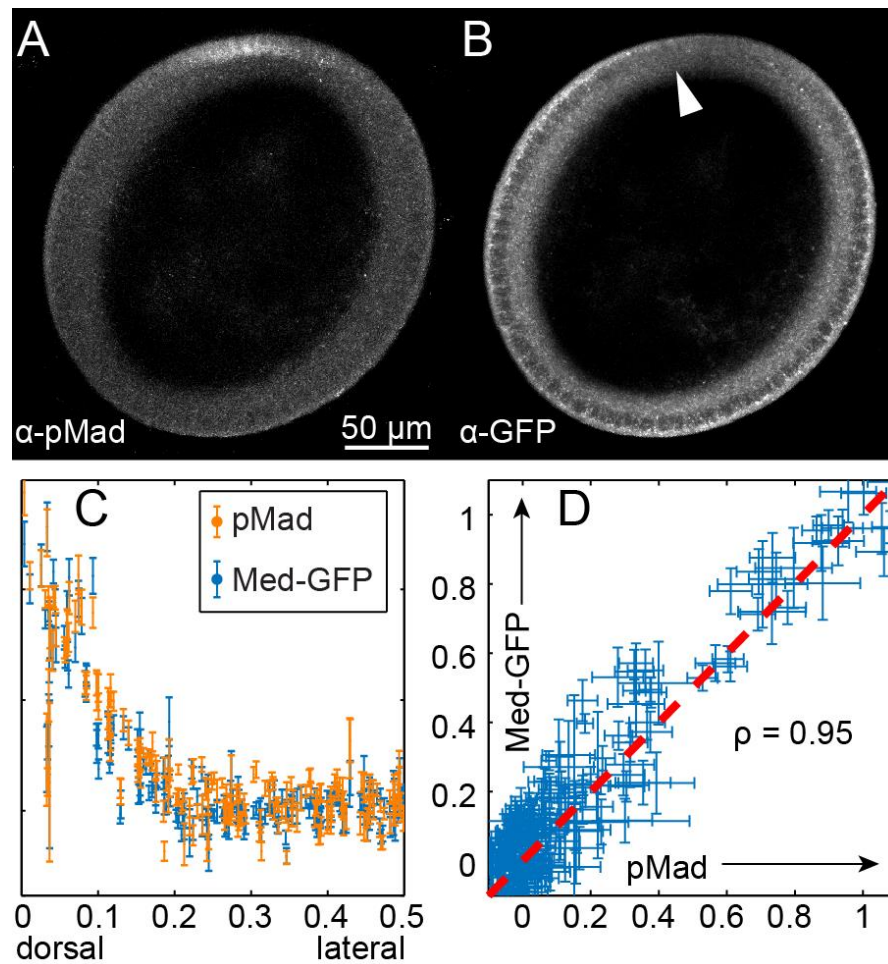 A
B
α-pMad
50 μm
α-GFP
C
pMad
Med-GFP
0
0.1
0.2
0.3
0.4
0.5
dorsal
lateral
D
1
0.8
0.6
0.4
0.2
0
Med-GFP
ρ = 0.95
pMad
0
0.2
0.4
0.6
0.8
1